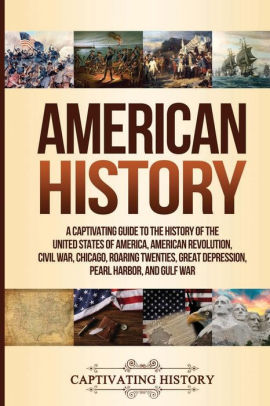 AMERICAN
HISTORY
A CAPTIVATING GUIDE TO THE HISTORY OF THE
UNITED STATES OF AMERICA, AMERICAN REVOLUTION,
CIVIL WAR, CHICAGO, ROARING TWENTIES, GREAT DEPRESSION,
PEARL HARBOR, AND GULF WAR
CAPTIVATING HISTORY